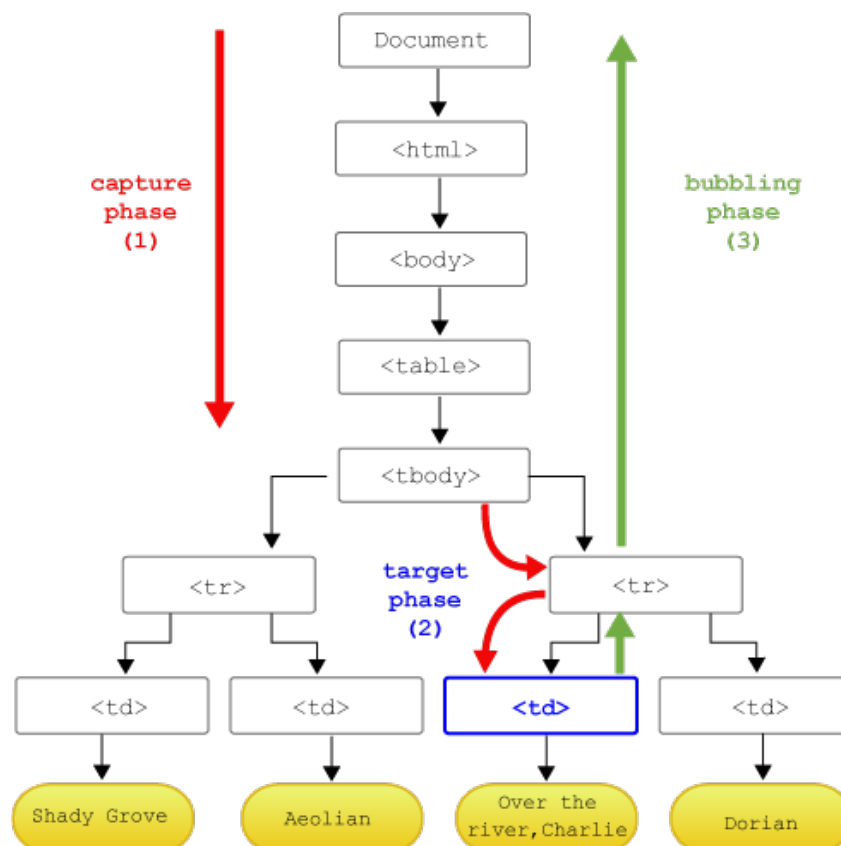 Document
<html>
capture
phase
(1)
bubbling
phase
(3)
<body>
<table>
<tbody>
target
phase
(2)
<tr>
<tr>
<td>
<td>
<td>
<td>
Shady Grove
Aeolian
Over the
river,Charlie
Dorian